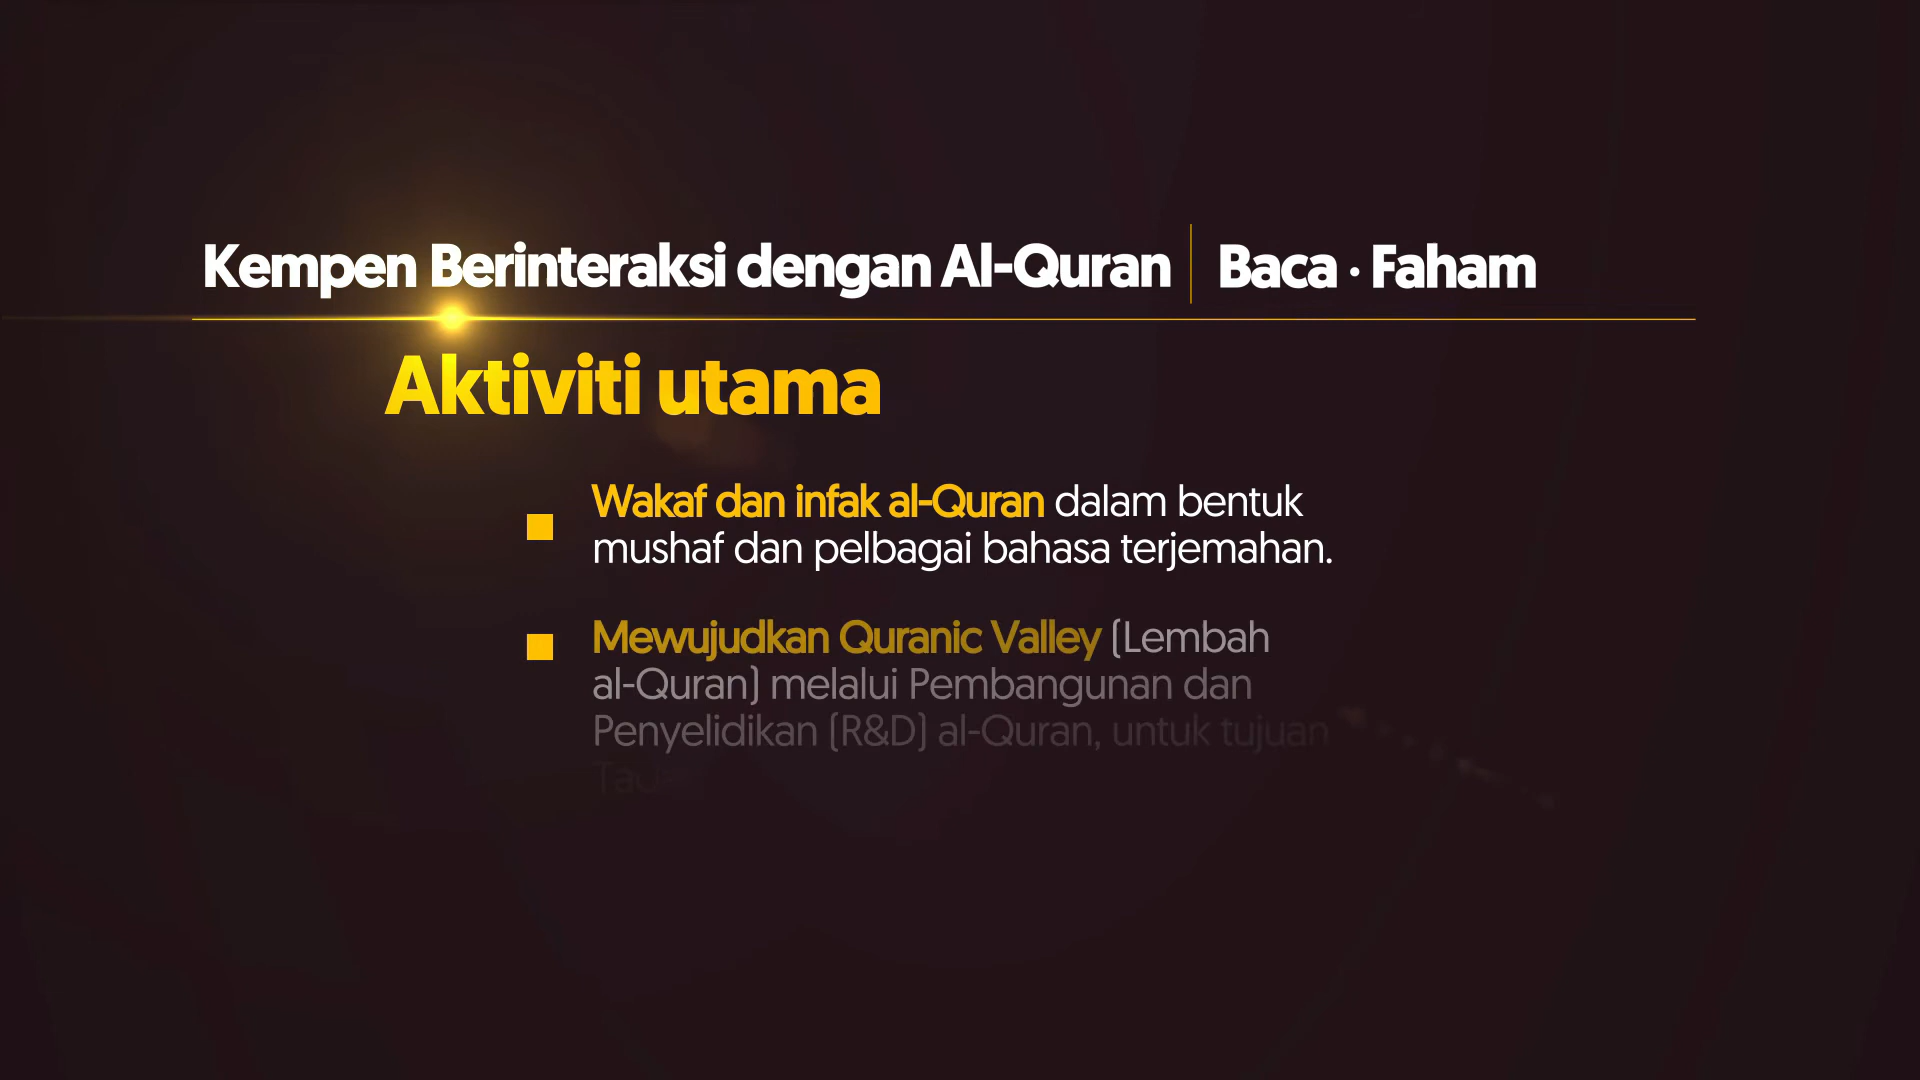 Kempen Berinteraksi dengan Al-Quran | Baca · Faham
Aktiviti utama
Wakaf dan infak al-Quran dalam bentuk
mushaf dan pelbagai bahasa terjemahan.
Mewujudkan Quranic Valley (Lembah
al-Quran) melalui Pembangunan dan
Penyelidikan (R&D) al-Quran, untuk tujuan